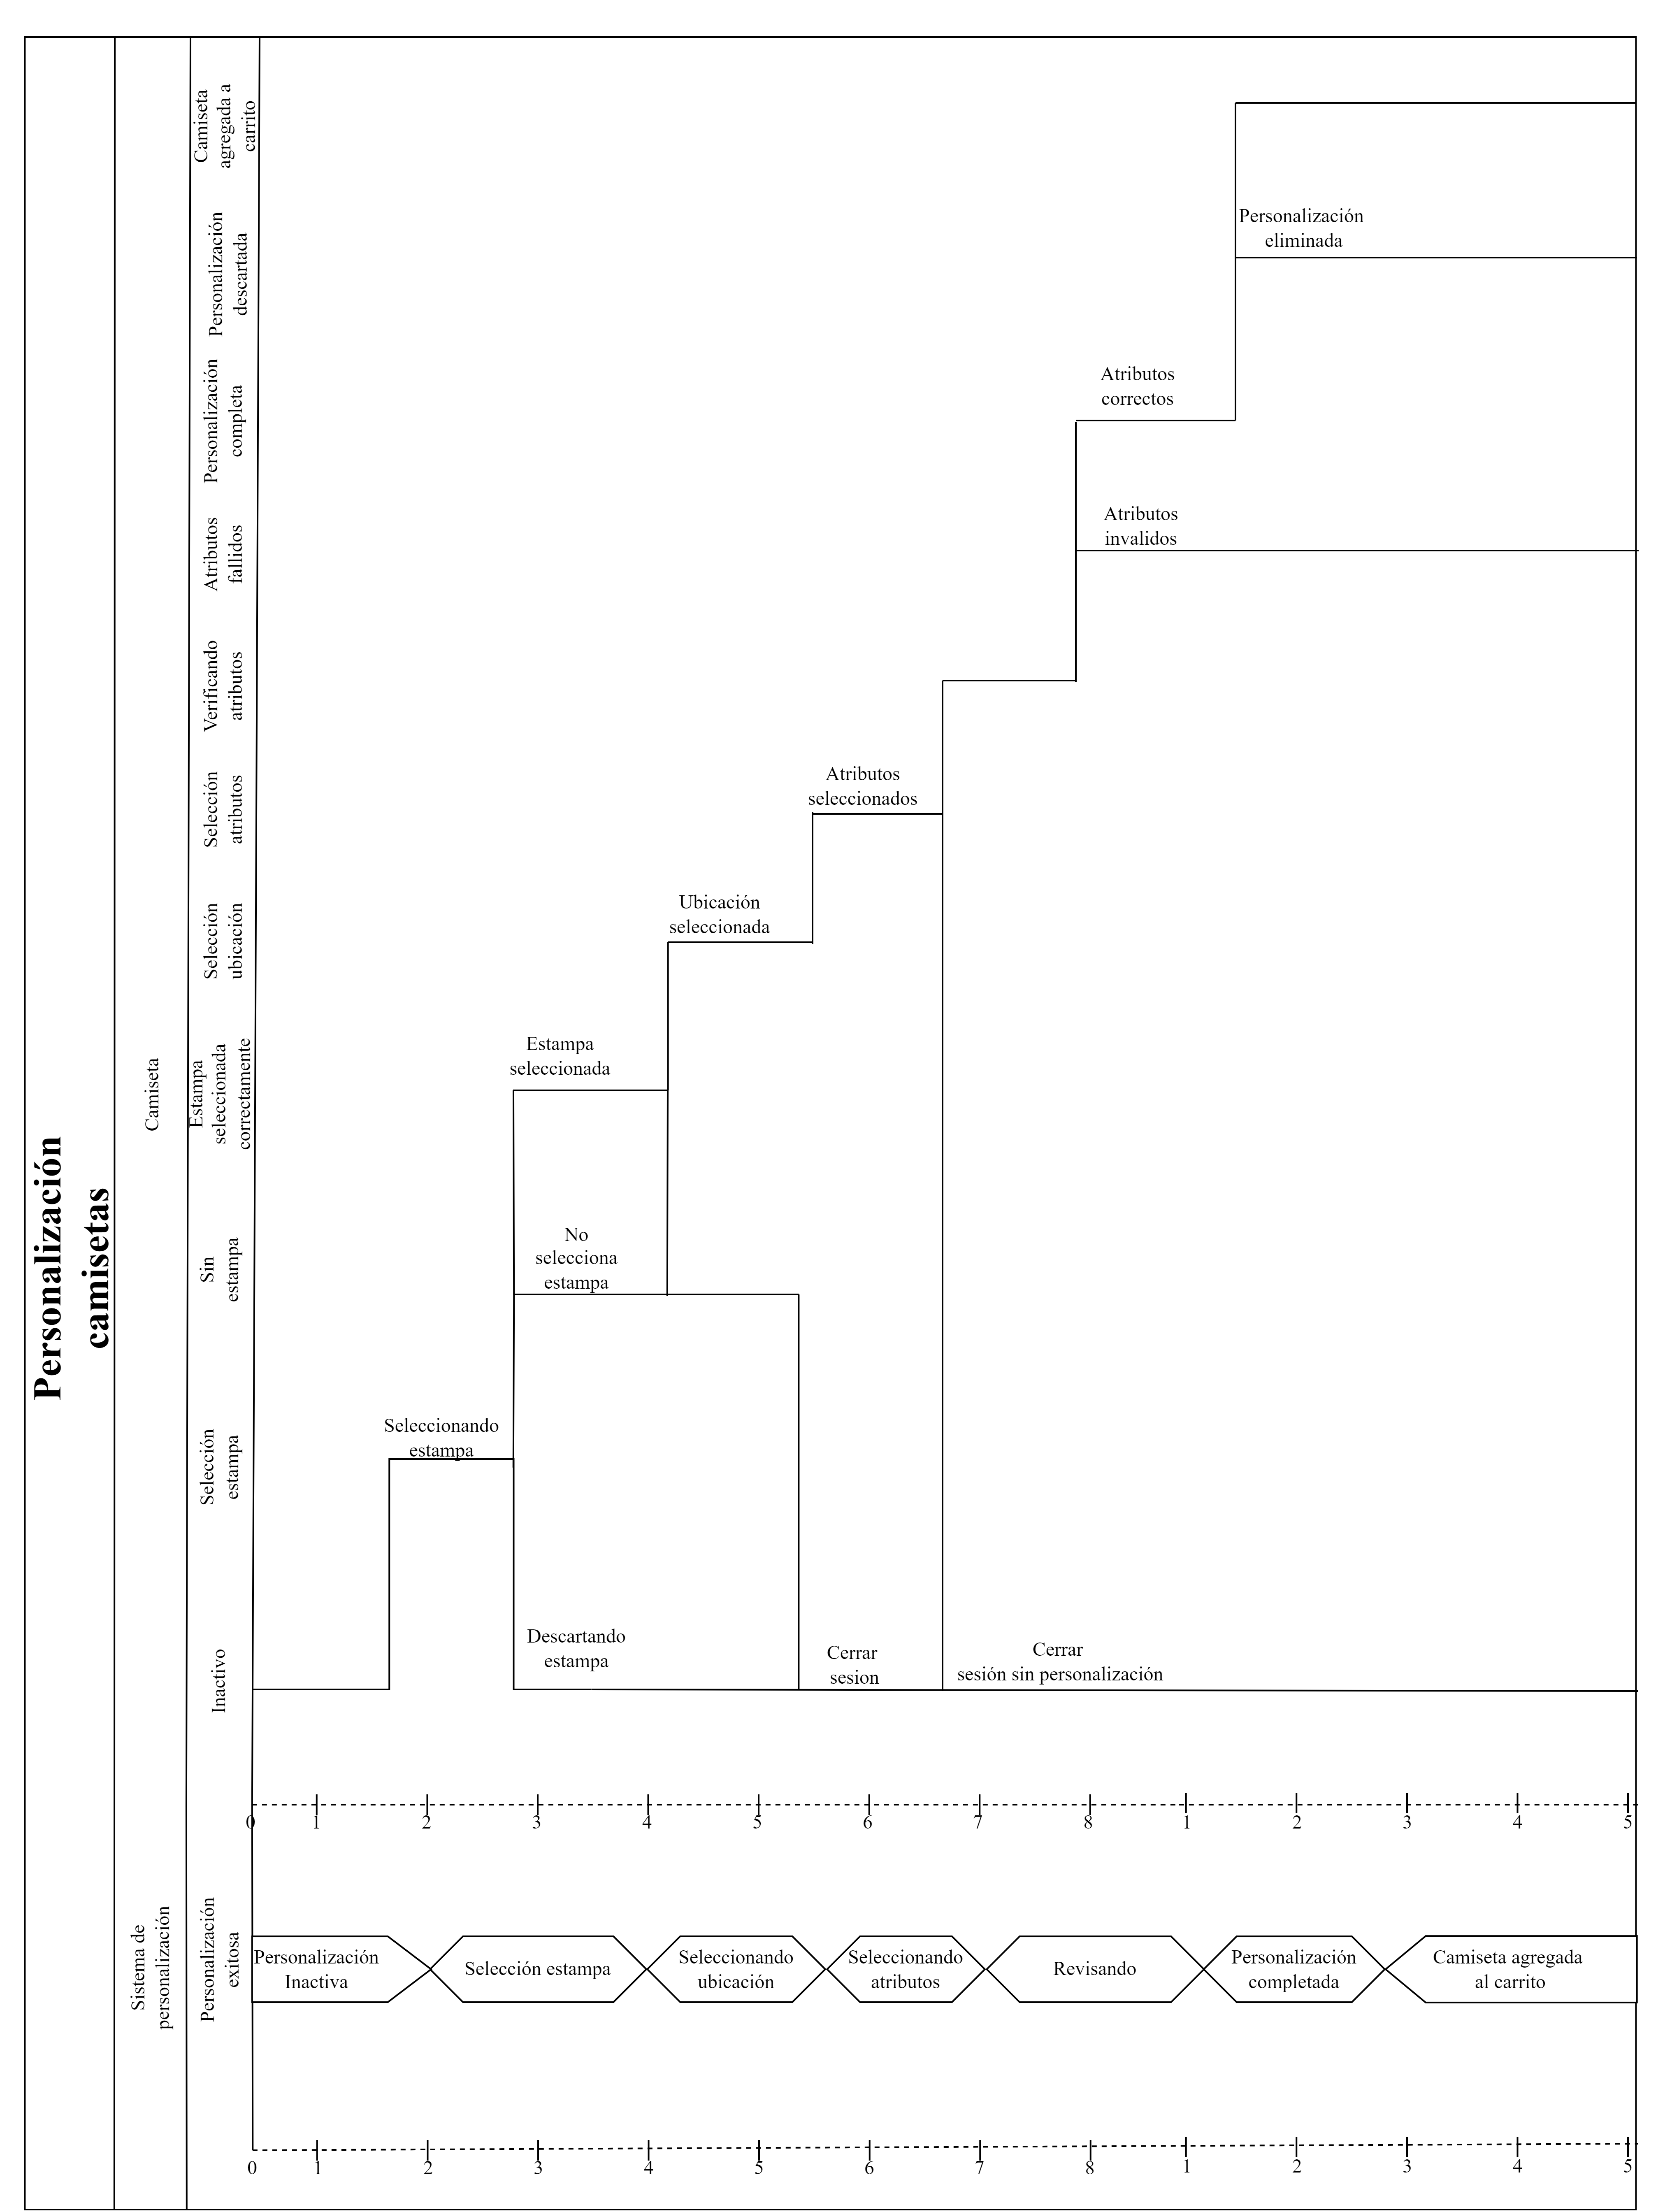 Personalización
camisetas
Camiseta
Sistema de
personalización
Camiseta
agregada a
carrito
Personalización
descartada
Personalización
completa
Atributos
fallidos
Verificando
atributos
Selección
atributos
Selección
ubicación
Estampa
seleccionada
correctamente
Sin
estampa
Selección
estampa
Inactivo
Personalización
exitosa
Personalización
eliminada
Atributos
correctos
Atributos
invalidos
Atributos
seleccionados
Ubicación
seleccionada
Estampa
seleccionada
No
selecciona
estampa
Seleccionando
estampa
Descartando
estampa
Cerrar
sesion
Cerrar
sesión sin personalización
0 1 2 3 4 5 6 7 8 1 2 3 4 5
Personalización
Inactiva
Selección estampa
Seleccionando
ubicación
Seleccionando
atributos
Revisando
Personalización
completada
Camiseta agregada
al carrito
0 1 2 3 4 5 6 7 8 1 2 3 4 5